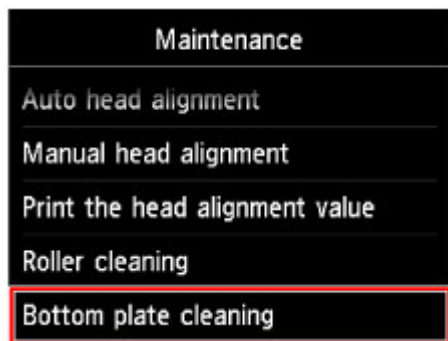 Maintenance
Auto head alignment
Manual head alignment
Print the head alignment value
Roller cleaning
Bottom plate cleaning